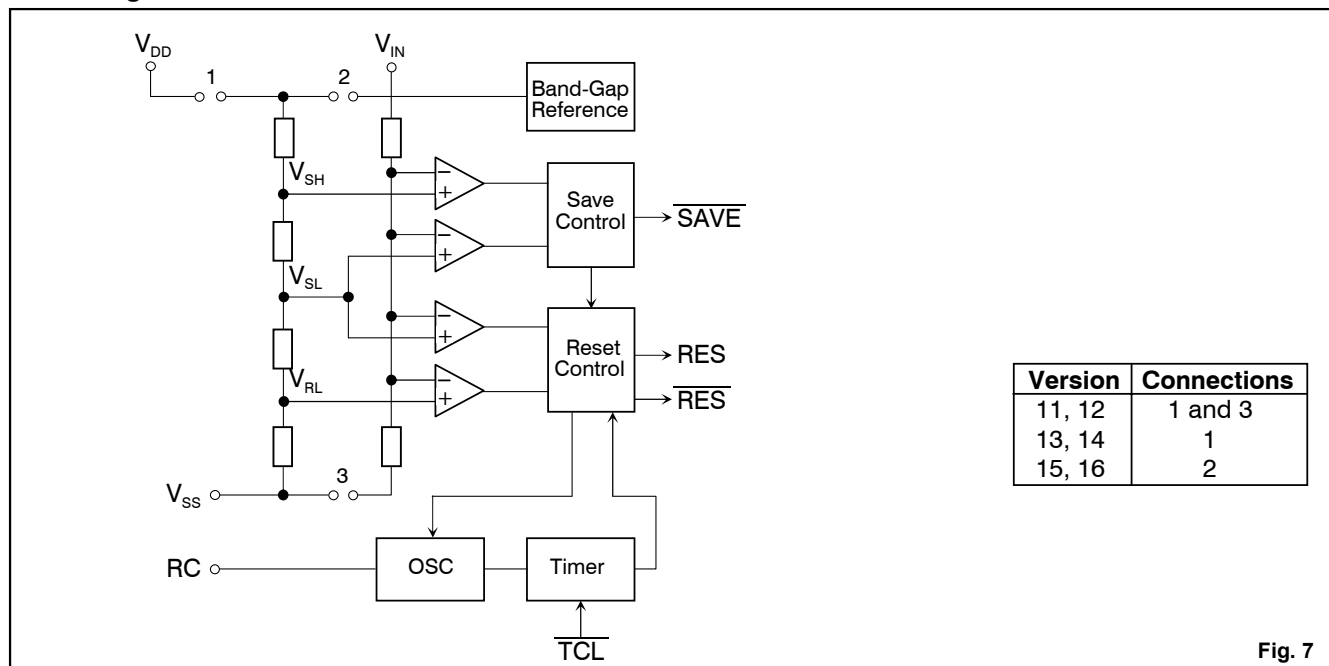 V_DD
V_IN
1
2
Band-Gap
Reference
V_SH
Save
Control
SAVE
V_SL
Reset
Control
RES
RES
V_RL
3
V_SS
RC
OSC
Timer
TCL
Version Connections
11, 12 1 and 3
13, 14 1
15, 16 2
Fig. 7